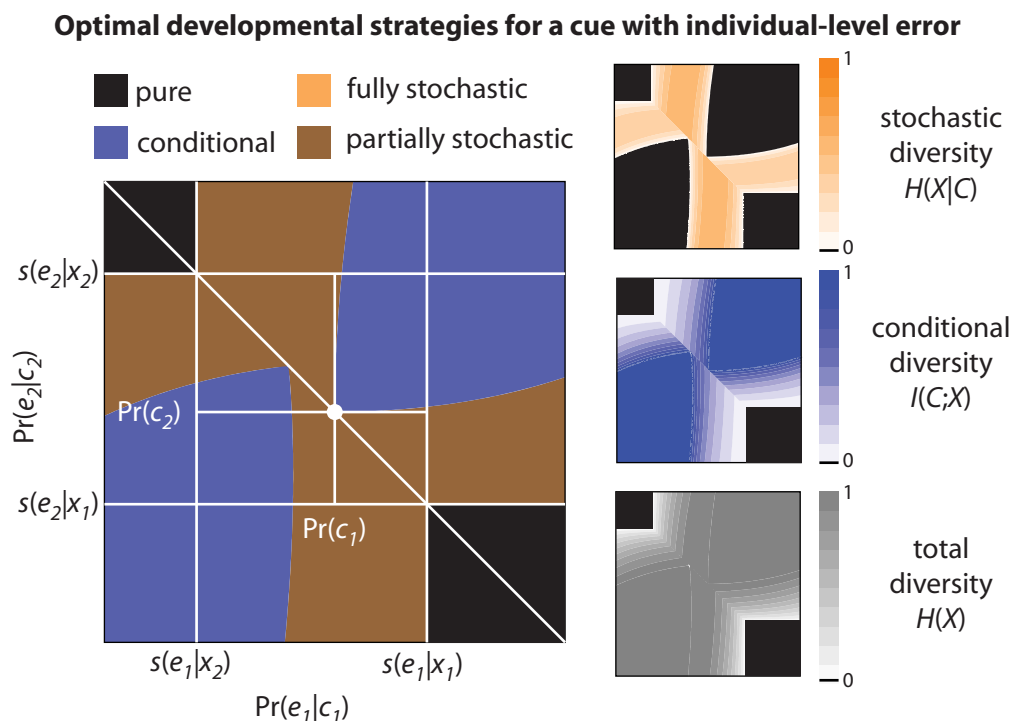 Optimal developmental strategies for a cue with individual-level error
pure
fully stochastic
conditional
partially stochastic
s(e₂|x₂)
Pr(e₂|c₂)
s(e₂|x₁)
Pr(c₂)
Pr(c₁)
s(e₁|x₂)
s(e₁|x₁)
Pr(e₁|c₁)
1
stochastic
diversity
H(X|C)
0
1
conditional
diversity
I(C;X)
0
1
total
diversity
H(X)
0